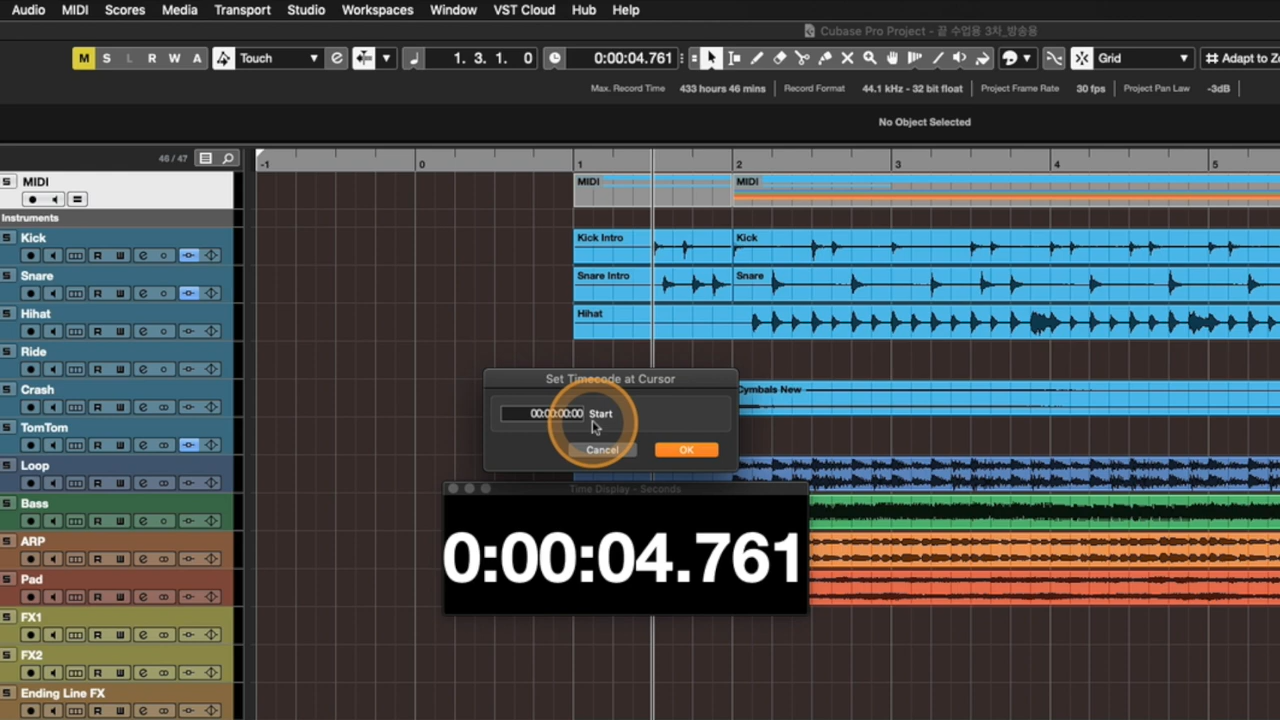 Audio MIDI Scores Media Transport Studio Workspaces Window VST Cloud Hub Help
Cubase Pro Project - 끝 수업용 3차_방송용
M S L R W A Touch e 1. 3. 1. 0 0:00:04.761 Grid Adapt to Zo
Max. Record Time 433 hours 46 mins Record Format 44.1 kHz - 32 bit float Project Frame Rate 30 fps Project Pan Law -3dB
No Object Selected
46 / 47
-1 0 1 2 3 4 5
S MIDI
MIDI MIDI
Instruments
S Kick
R W e
Kick Intro Kick
S Snare
R W e
Snare Intro Snare
S Hihat
R W e
Hihat
S Ride
R W e
S Crash
R W e
Cymbals New
S TomTom
R W e
S Loop
R W e
S Bass
R W e
S ARP
R W e
S Pad
R W e
S FX1
R W e
S FX2
R W e
S Ending Line FX
R W e
Set Timecode at Cursor
00:00:00:00 Start
Cancel OK
Time Display - Seconds
0:00:04.761